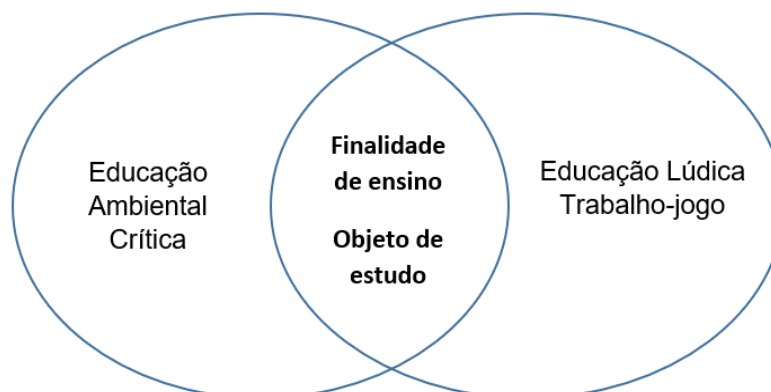 Educação
Ambiental
Crítica
Finalidade
de ensino
Objeto de
estudo
Educação Lúdica
Trabalho-jogo